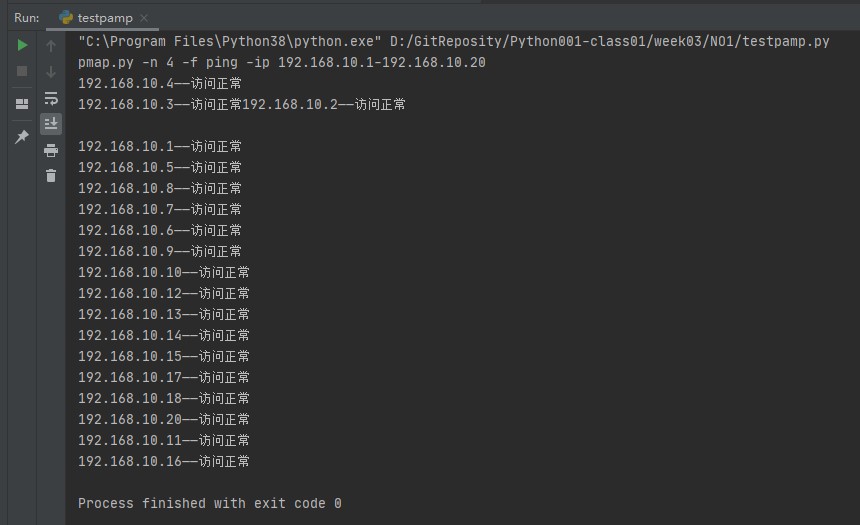 Run: testpamp
"C:\Program Files\Python38\python.exe" D:/GitReposity/Python001-class01/week03/NO1/testpamp.py
pmap.py -n 4 -f ping -ip 192.168.10.1-192.168.10.20
192.168.10.4——访问正常
192.168.10.3——访问正常192.168.10.2——访问正常
192.168.10.1——访问正常
192.168.10.5——访问正常
192.168.10.8——访问正常
192.168.10.7——访问正常
192.168.10.6——访问正常
192.168.10.9——访问正常
192.168.10.10——访问正常
192.168.10.12——访问正常
192.168.10.13——访问正常
192.168.10.14——访问正常
192.168.10.15——访问正常
192.168.10.17——访问正常
192.168.10.18——访问正常
192.168.10.20——访问正常
192.168.10.11——访问正常
192.168.10.16——访问正常
Process finished with exit code 0